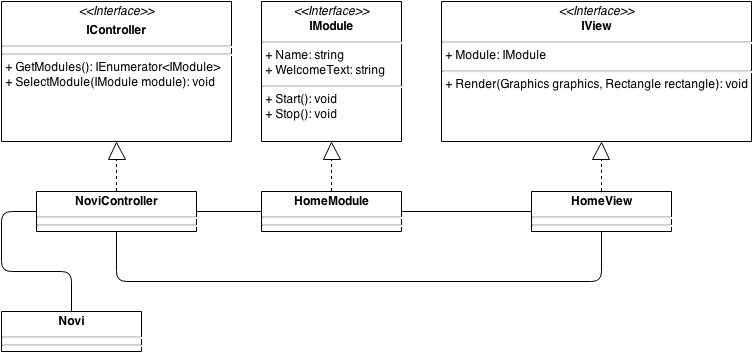 <<Interface>>
IController
+ GetModules(): IEnumerator<IModule>
+ SelectModule(IModule module): void
<<Interface>>
IModule
+ Name: string
+ WelcomeText: string
+ Start(): void
+ Stop(): void
<<Interface>>
IView
+ Module: IModule
+ Render(Graphics graphics, Rectangle rectangle): void
NoviController
HomeModule
HomeView
Novi